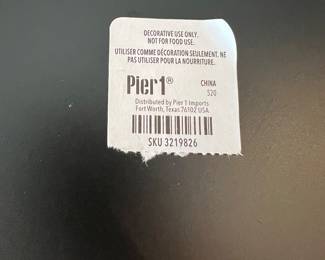 DECORATIVE USE ONLY.
NOT FOR FOOD USE.
UTILISER COMME DÉCORATION SEULEMENT. NE
PAS UTILISER POUR LA NOURRITURE.
Pier1® CHINA
S20
Distributed by Pier 1 Imports
Fort Worth, Texas 76102 USA
SKU 3219826